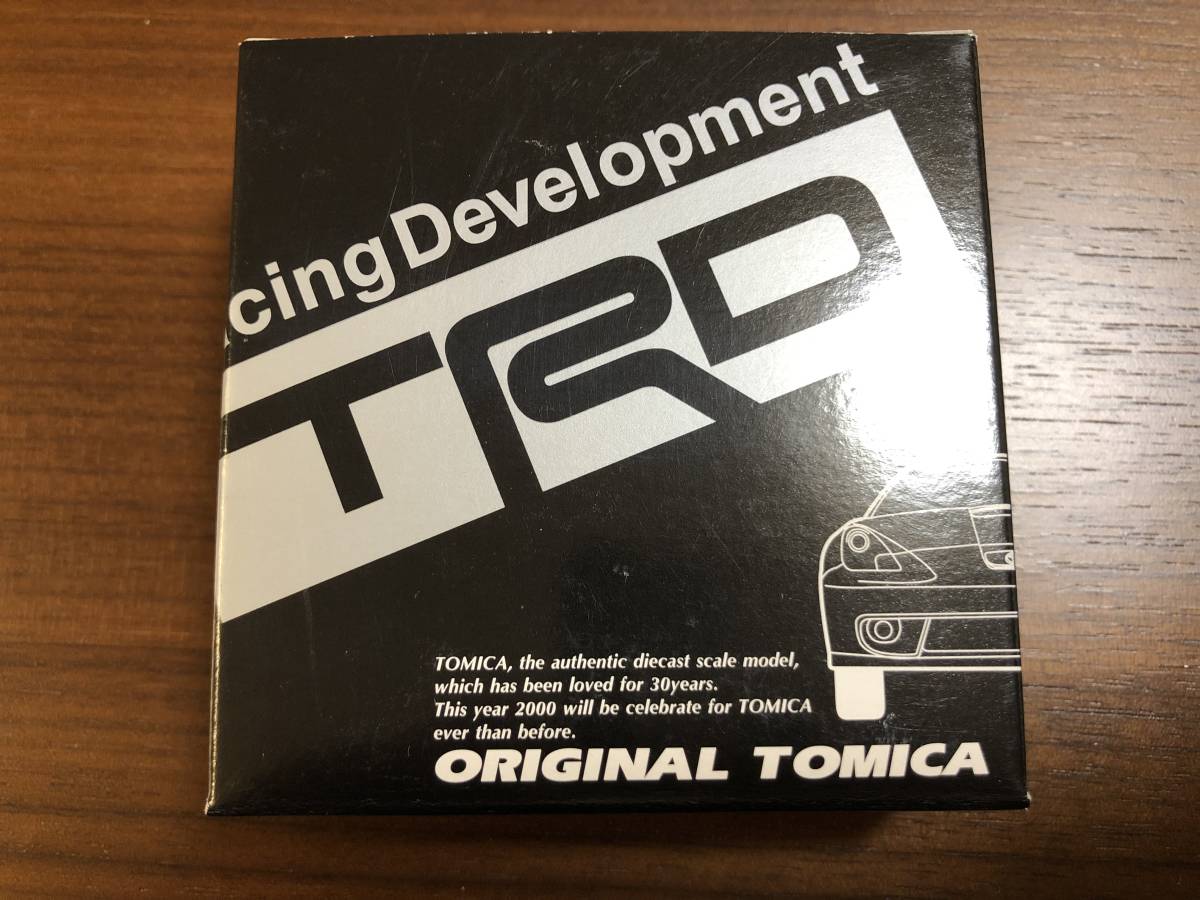 cing Development
TRD
TOMICA, the authentic diecast scale model,
which has been loved for 30years.
This year 2000 will be celebrate for TOMICA
ever than before.
ORIGINAL TOMICA